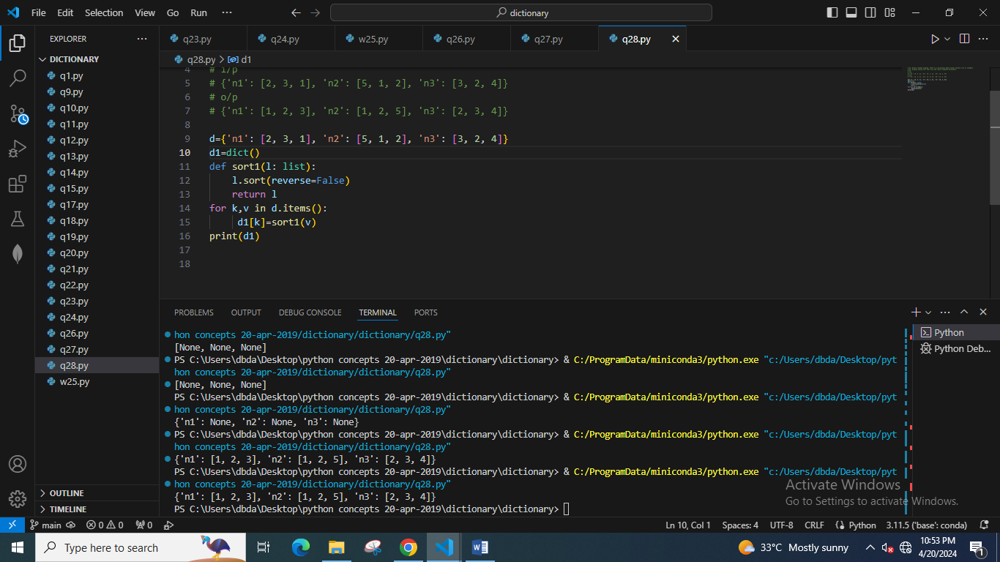 File Edit Selection View Go Run ··· dictionary
EXPLORER ···
DICTIONARY
q1.py
q9.py
q10.py
q11.py
q12.py
q13.py
q14.py
q15.py
q17.py
q18.py
q19.py
q20.py
q21.py
q22.py
q23.py
q24.py
q26.py
q27.py
q28.py
w25.py
OUTLINE
TIMELINE
q23.py q24.py w25.py q26.py q27.py q28.py
q28.py > d1
4 # i/p
5 # {'n1': [2, 3, 1], 'n2': [5, 1, 2], 'n3': [3, 2, 4]}
6 # o/p
7 # {'n1': [1, 2, 3], 'n2': [1, 2, 5], 'n3': [2, 3, 4]}
8
9 d={'n1': [2, 3, 1], 'n2': [5, 1, 2], 'n3': [3, 2, 4]}
10 d1=dict()
11 def sort1(l: list):
12 l.sort(reverse=False)
13 return l
14 for k,v in d.items():
15 d1[k]=sort1(v)
16 print(d1)
17
18
PROBLEMS OUTPUT DEBUG CONSOLE TERMINAL PORTS
hon concepts 20-apr-2019/dictionary/dictionary/q28.py"
[None, None, None]
PS C:\Users\dbda\Desktop\python concepts 20-apr-2019\dictionary\dictionary> & C:/ProgramData/miniconda3/python.exe "c:/Users/dbda/Desktop/pyt
hon concepts 20-apr-2019/dictionary/dictionary/q28.py"
[None, None, None]
PS C:\Users\dbda\Desktop\python concepts 20-apr-2019\dictionary\dictionary> & C:/ProgramData/miniconda3/python.exe "c:/Users/dbda/Desktop/pyt
hon concepts 20-apr-2019/dictionary/dictionary/q28.py"
{'n1': None, 'n2': None, 'n3': None}
PS C:\Users\dbda\Desktop\python concepts 20-apr-2019\dictionary\dictionary> & C:/ProgramData/miniconda3/python.exe "c:/Users/dbda/Desktop/pyt
hon concepts 20-apr-2019/dictionary/dictionary/q28.py"
{'n1': [1, 2, 3], 'n2': [1, 2, 5], 'n3': [2, 3, 4]}
PS C:\Users\dbda\Desktop\python concepts 20-apr-2019\dictionary\dictionary> & C:/ProgramData/miniconda3/python.exe "c:/Users/dbda/Desktop/pyt
hon concepts 20-apr-2019/dictionary/dictionary/q28.py"
{'n1': [1, 2, 3], 'n2': [1, 2, 5], 'n3': [2, 3, 4]}
PS C:\Users\dbda\Desktop\python concepts 20-apr-2019\dictionary\dictionary>
Python
Python Deb...
Activate Windows
Go to Settings to activate Windows.
main 0 0 0 Ln 10, Col 1 Spaces: 4 UTF-8 CRLF Python 3.11.5 ('base': conda)
Type here to search 33°C Mostly sunny 10:53 PM
4/20/2024 1